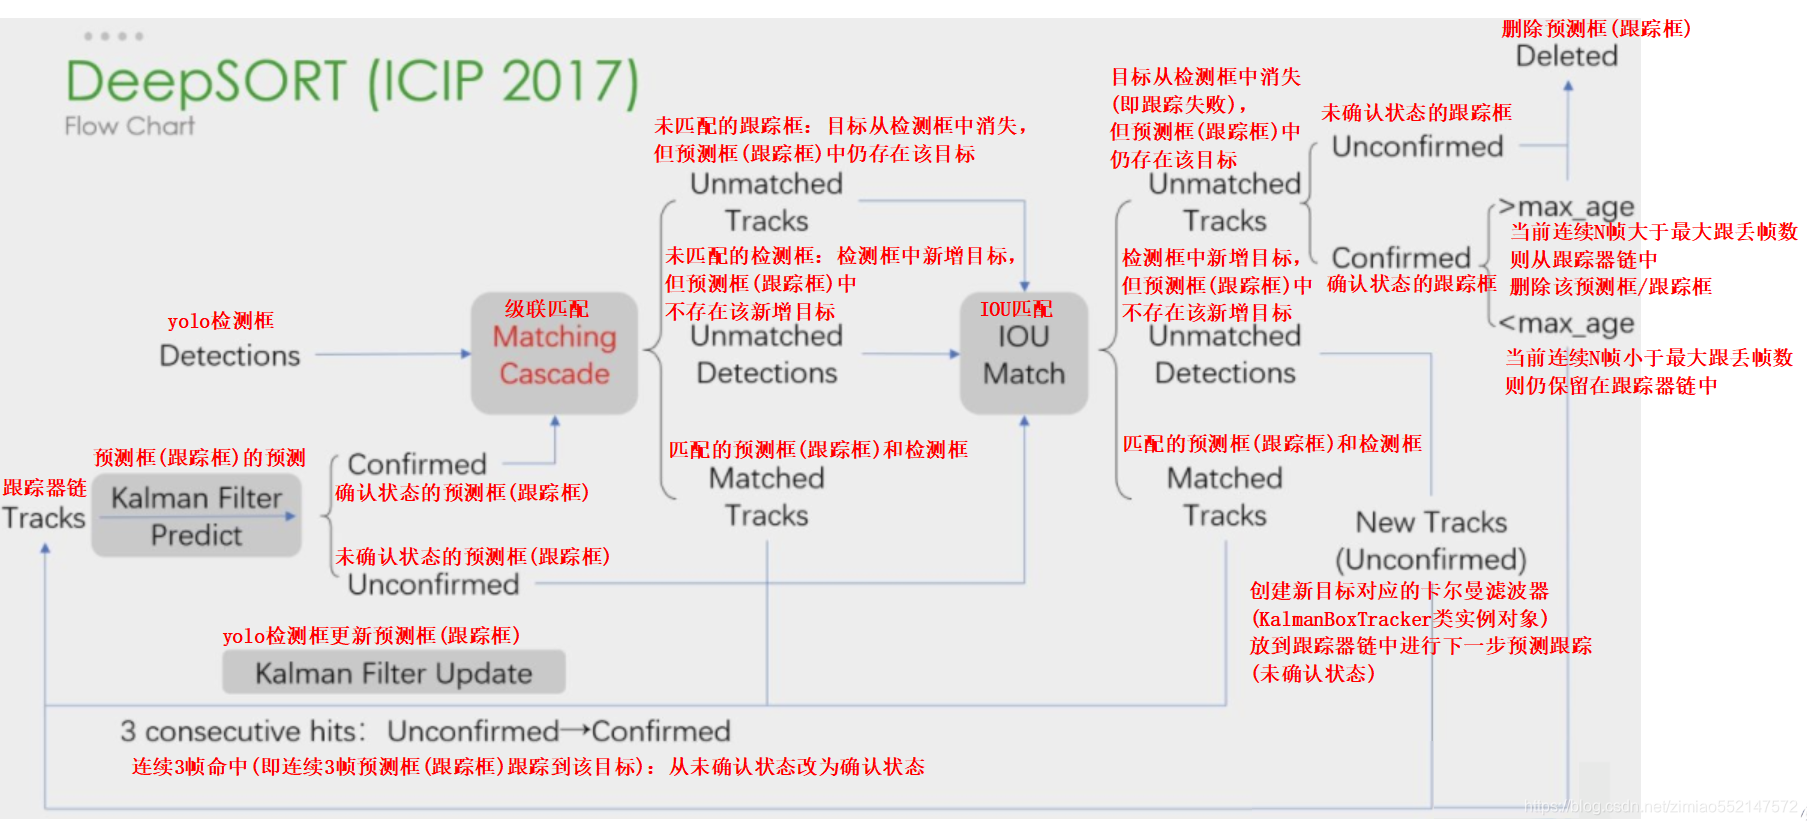 DeepSORT (ICIP 2017)
Flow Chart
删除预测框(跟踪框)
Deleted
目标从检测框中消失
(即跟踪失败),
但预测框(跟踪框)中
仍存在该目标
未确认状态的跟踪框
Unconfirmed
未匹配的跟踪框: 目标从检测框中消失,
但预测框(跟踪框)中仍存在该目标
Unmatched
Tracks
Unmatched
Tracks
>max_age
当前连续N帧大于最大跟丢帧数
则从跟踪器链中
删除该预测框/跟踪框
Confirmed
确认状态的跟踪框
未匹配的检测框: 检测框中新增目标,
但预测框(跟踪框)中
不存在该新增目标
Unmatched
Detections
检测框中新增目标,
但预测框(跟踪框)中
不存在该新增目标
Unmatched
Detections
<max_age
当前连续N帧小于最大跟丢帧数
则仍保留在跟踪器链中
yolo检测框
Detections
级联匹配
Matching
Cascade
IOU匹配
IOU
Match
匹配的预测框(跟踪框)和检测框
Matched
Tracks
匹配的预测框(跟踪框)和检测框
Matched
Tracks
跟踪器链
Tracks
预测框(跟踪框)的预测
Kalman Filter
Predict
Confirmed
确认状态的预测框(跟踪框)
未确认状态的预测框(跟踪框)
Unconfirmed
New Tracks
(Unconfirmed)
创建新目标对应的卡尔曼滤波器
(KalmanBoxTracker类实例对象)
放到跟踪器链中进行下一步预测跟踪
(未确认状态)
yolo检测框更新预测框(跟踪框)
Kalman Filter Update
3 consecutive hits: Unconfirmed→Confirmed
连续3帧命中(即连续3帧预测框(跟踪框)跟踪到该目标): 从未确认状态改为确认状态
https://blog.csdn.net/zimiao552147572